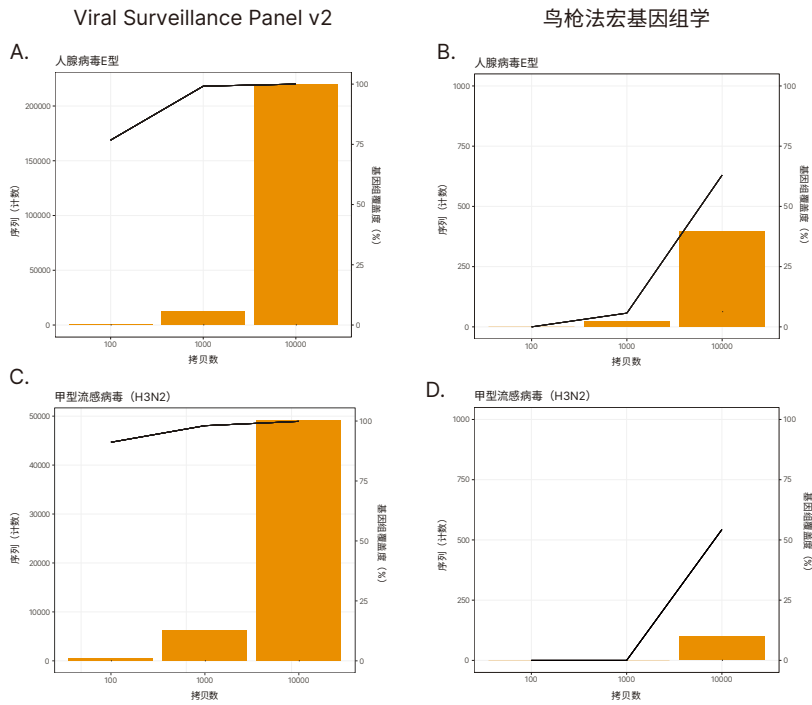 Viral Surveillance Panel v2
鸟枪法宏基因组学
A.
人腺病毒E型
200000
150000
100000
50000
0
100
75
50
25
0
序列（计数）
基因组覆盖度（%）
100
1000
10000
拷贝数
B.
人腺病毒E型
1000
750
500
250
0
100
75
50
25
0
序列（计数）
基因组覆盖度（%）
100
1000
10000
拷贝数
C.
甲型流感病毒（H3N2）
50000
40000
30000
20000
10000
0
100
75
50
25
0
序列（计数）
基因组覆盖度（%）
100
1000
10000
拷贝数
D.
甲型流感病毒（H3N2）
1000
750
500
250
0
100
75
50
25
0
序列（计数）
基因组覆盖度（%）
100
1000
10000
拷贝数